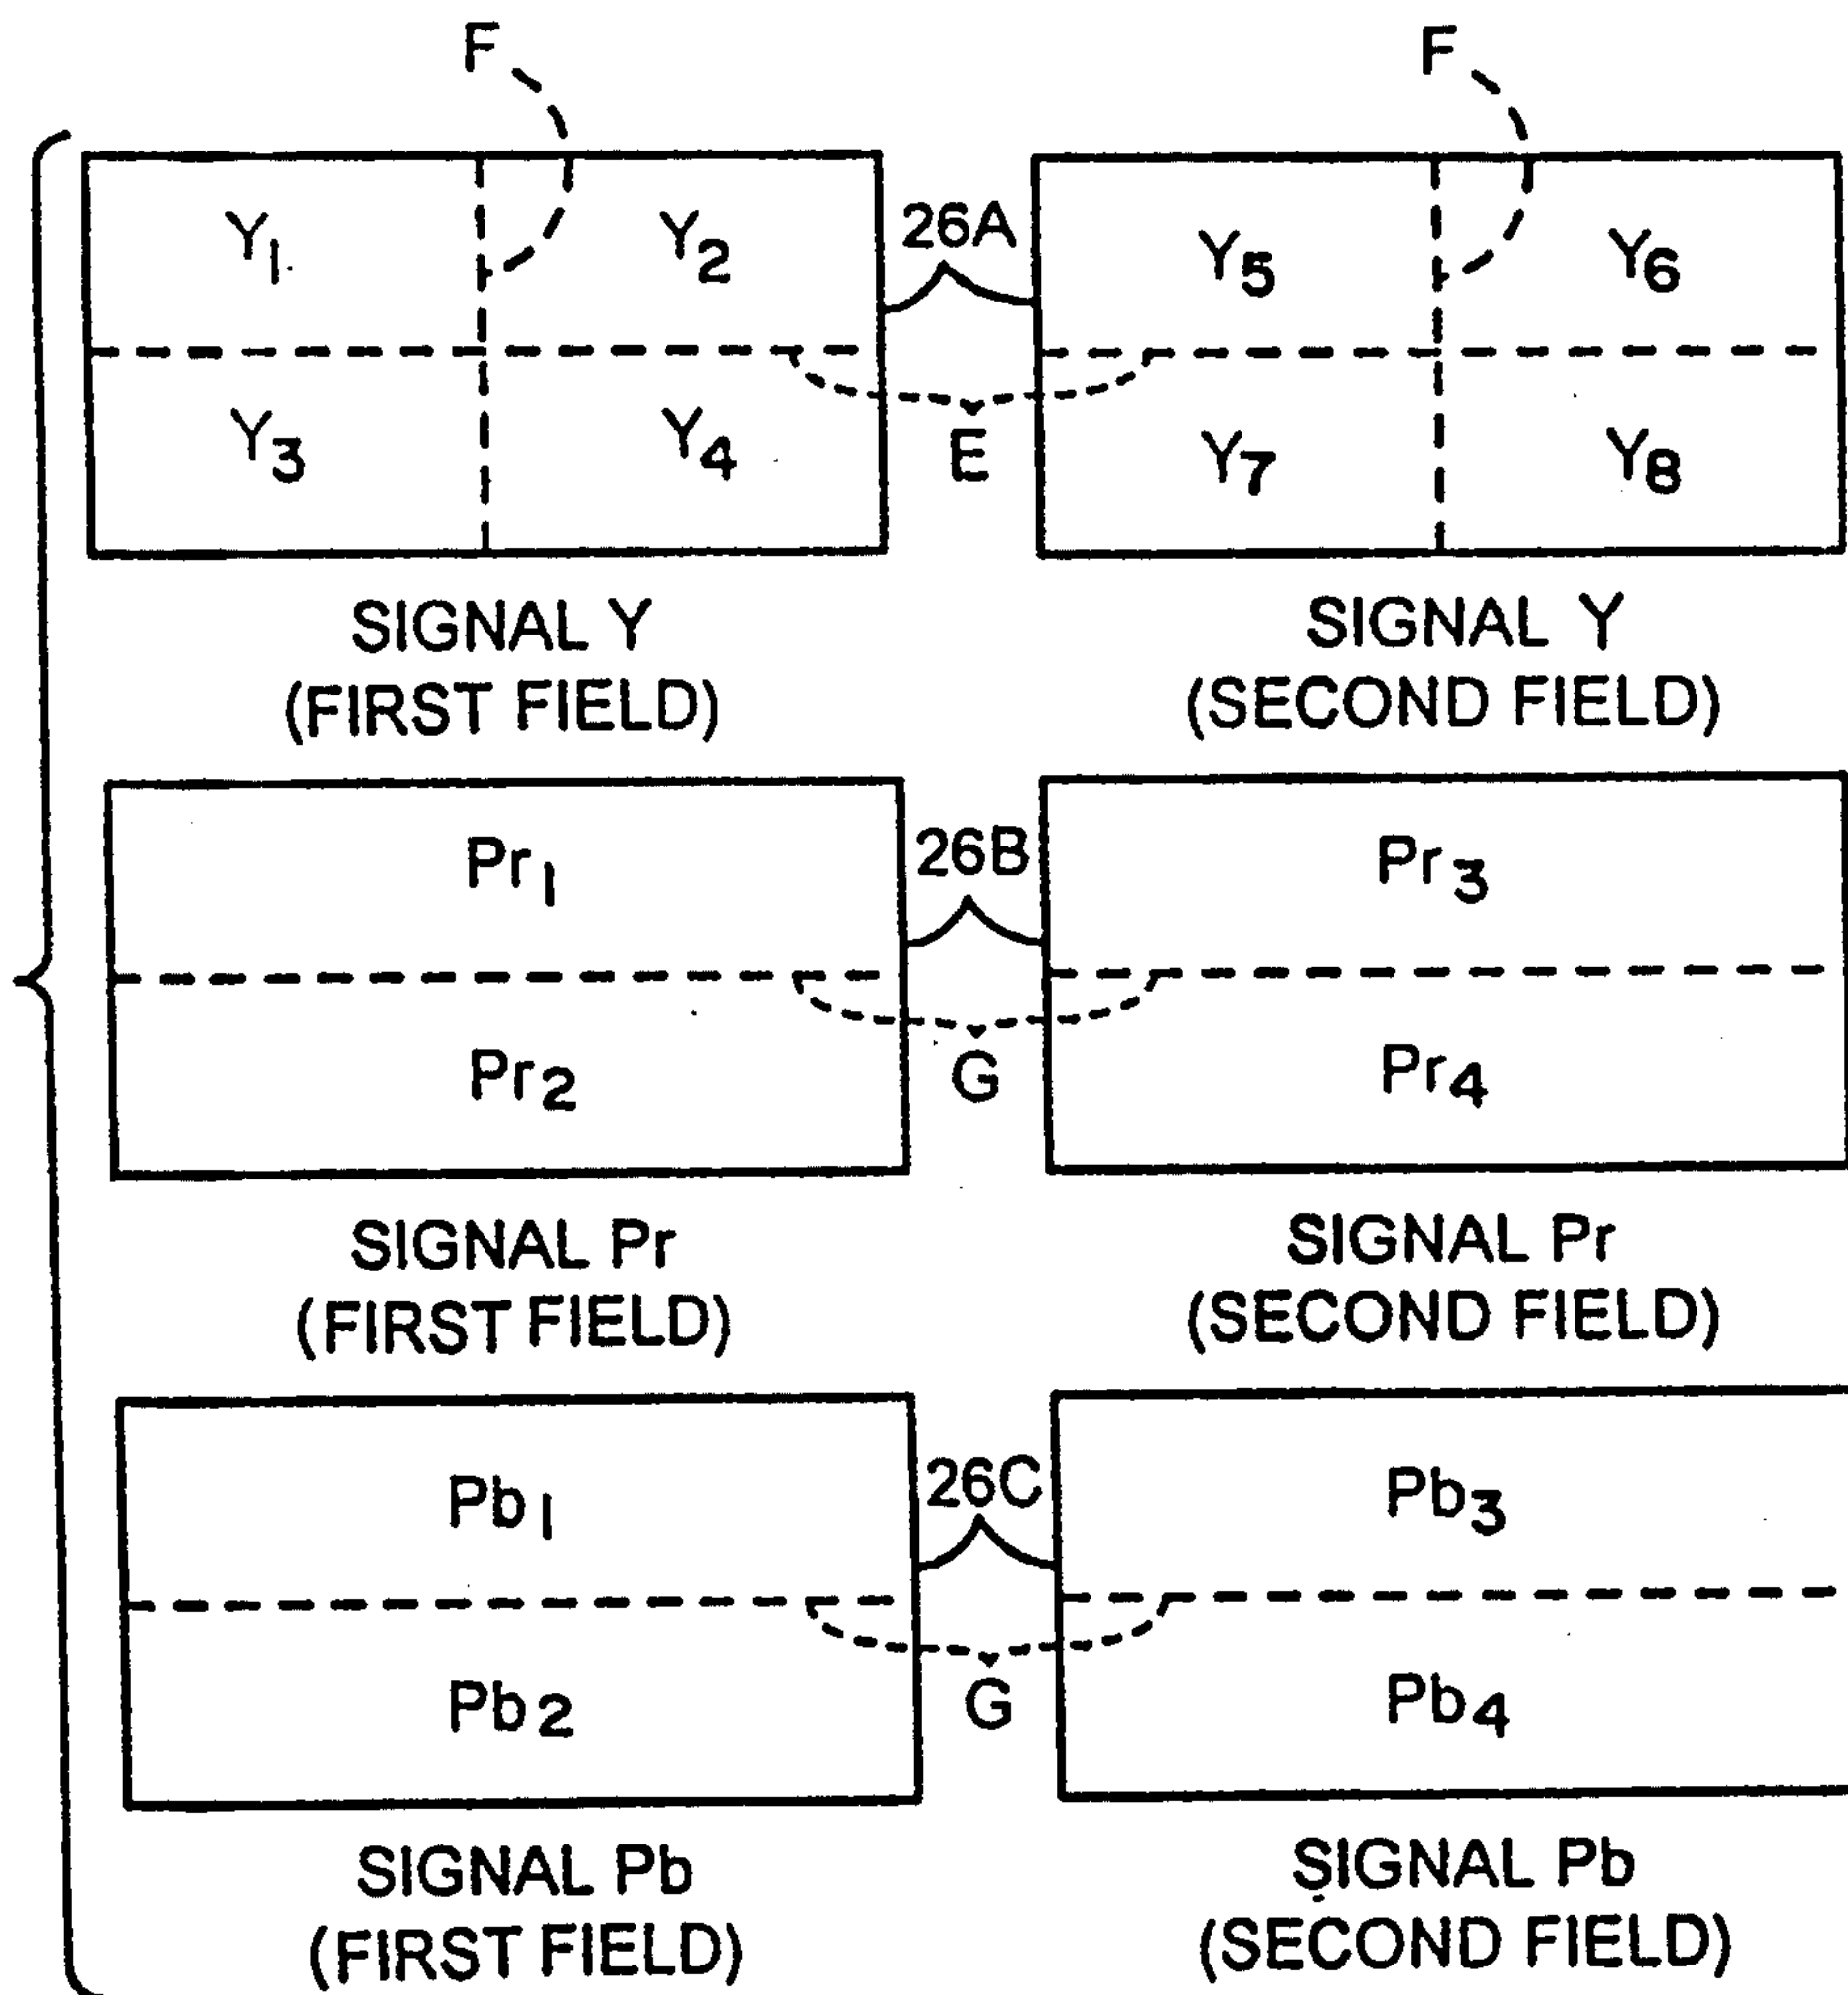 F F
Y1 Y2 26A Y5 Y6
Y3 Y4 E Y7 Y8
SIGNAL Y SIGNAL Y
(FIRST FIELD) (SECOND FIELD)
Pr1 26B Pr3
Pr2 G Pr4
SIGNAL Pr SIGNAL Pr
(FIRST FIELD) (SECOND FIELD)
Pb1 26C Pb3
Pb2 G Pb4
SIGNAL Pb SIGNAL Pb
(FIRST FIELD) (SECOND FIELD)